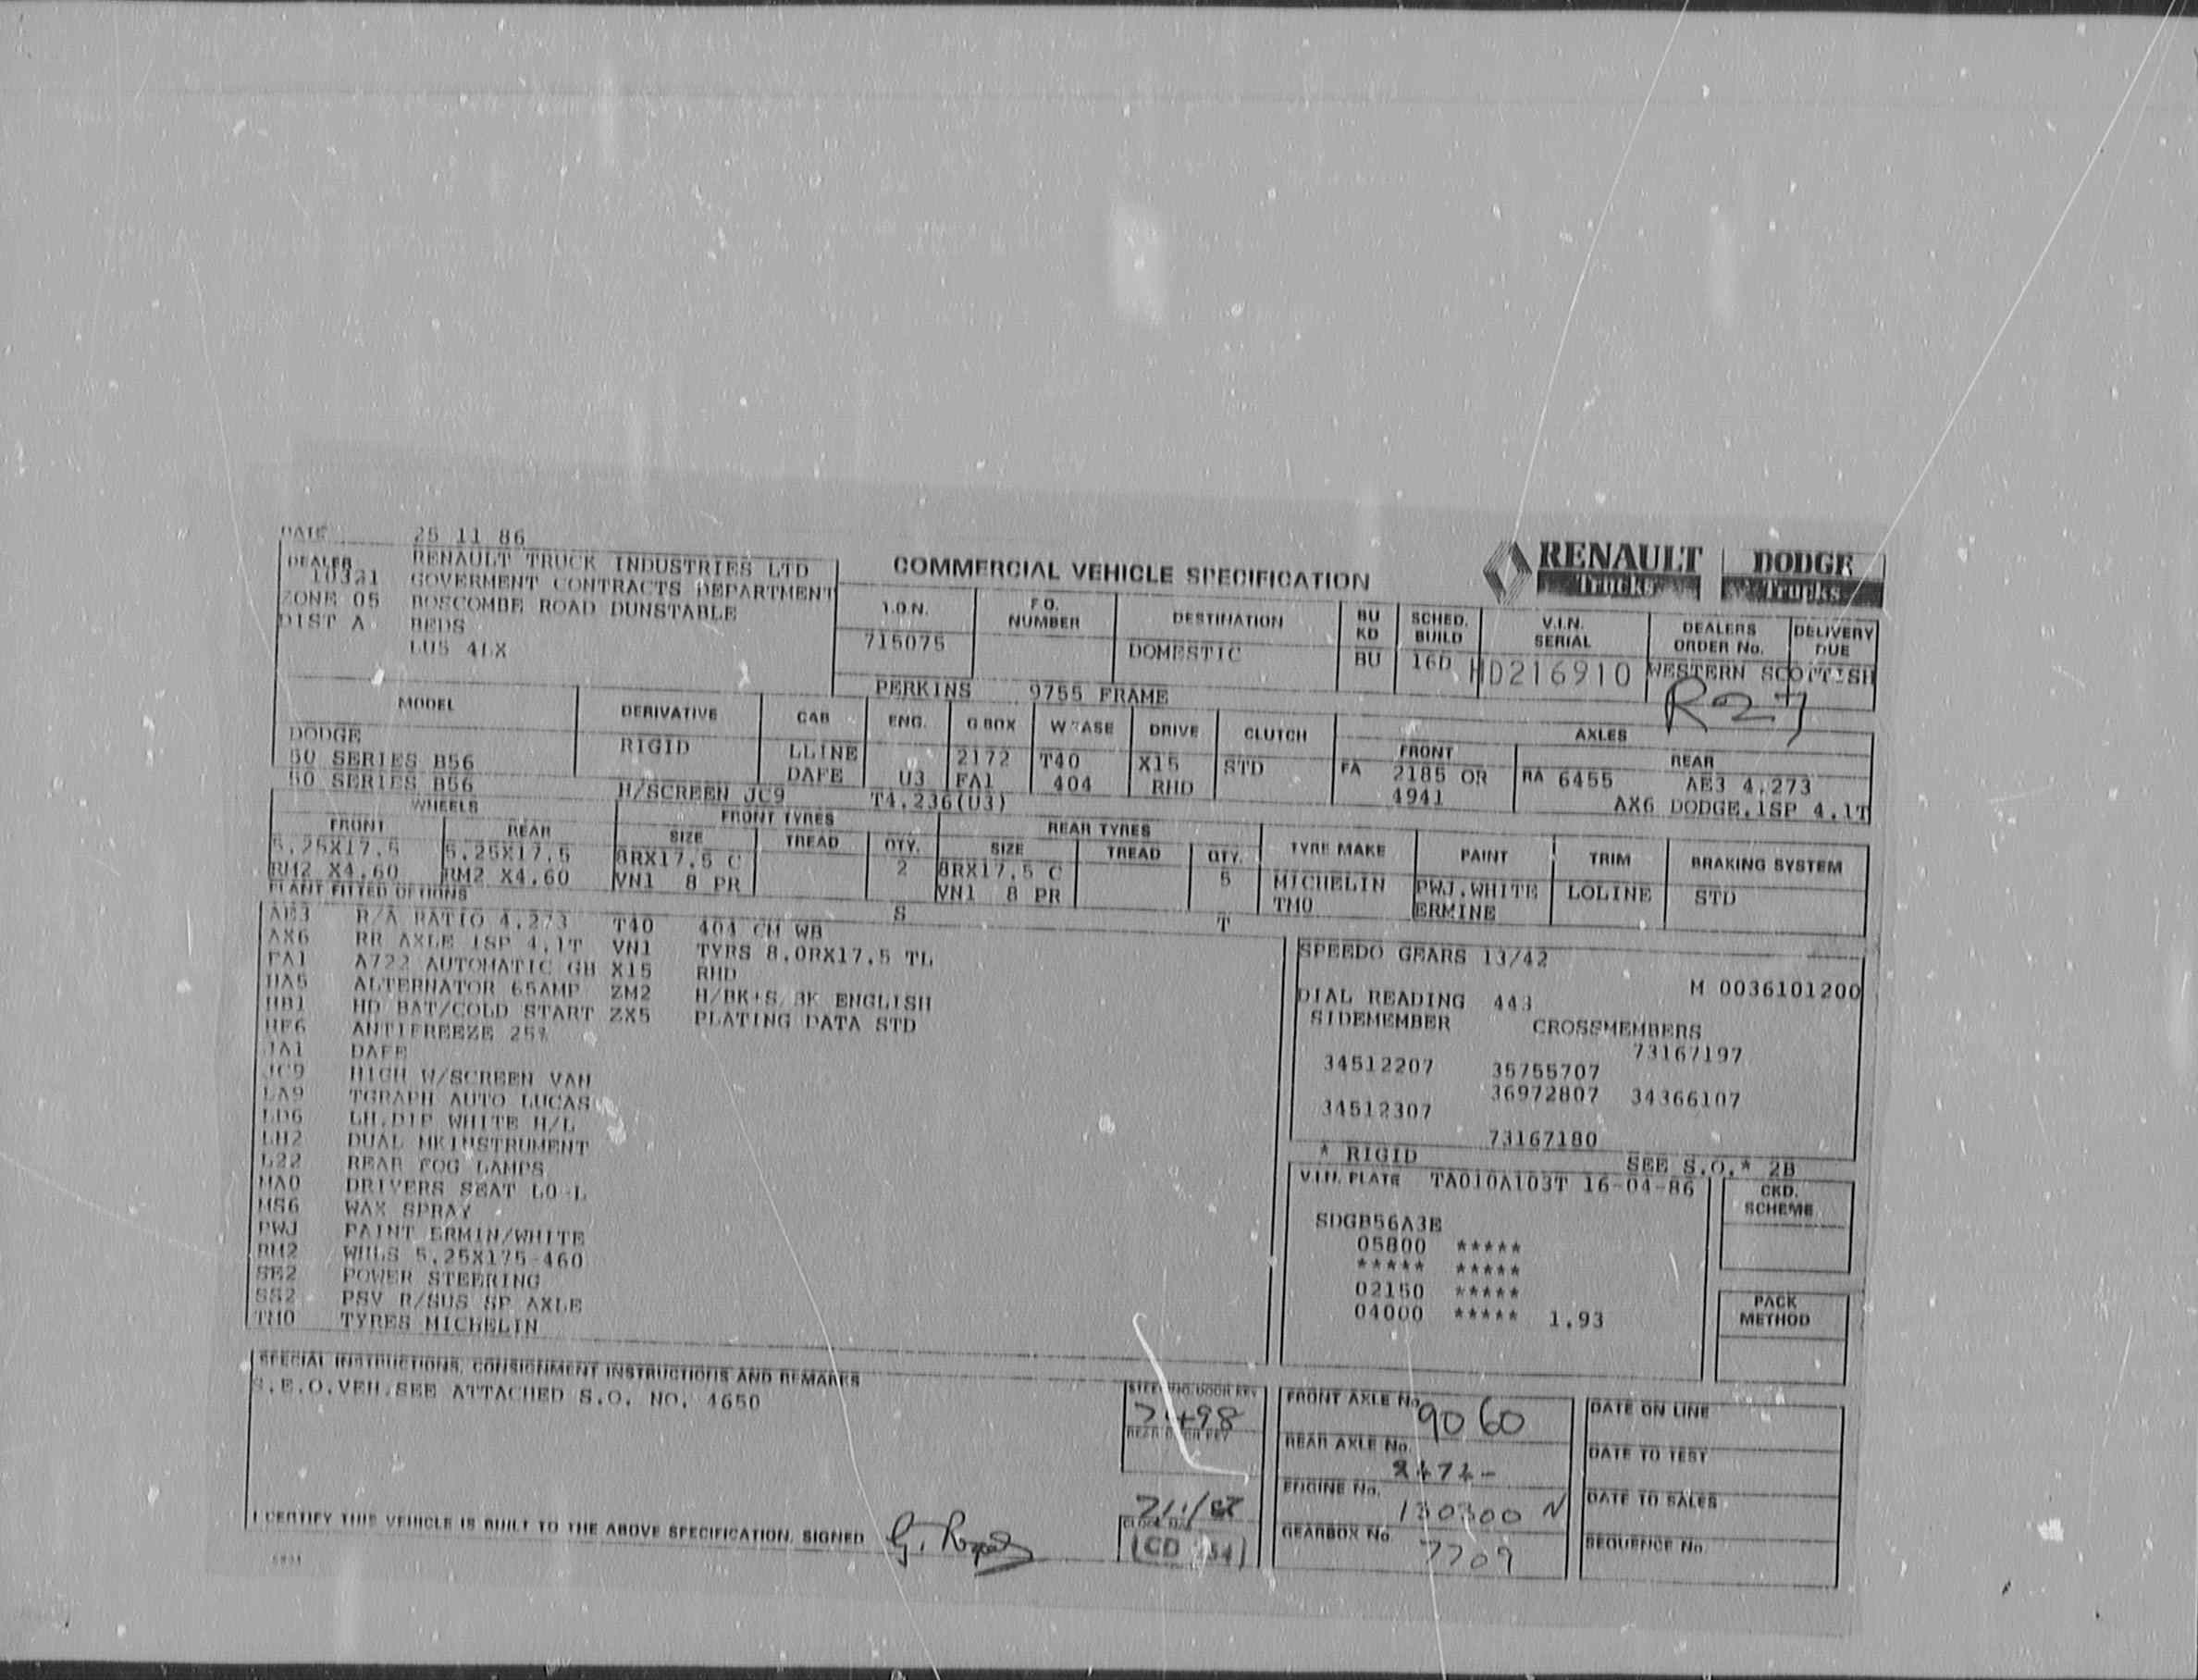 DATE 25 11 86
DEALER RENAULT TRUCK INDUSTRIES LTD
10321 GOVERMENT CONTRACTS DEPARTMENT
ZONE 05 BOSCOMBE ROAD DUNSTABLE
DIST A BEDS
LU5 4LX
COMMERCIAL VEHICLE SPECIFICATION
RENAULT Trucks DODGE Trucks
I.O.N. F.O. NUMBER DESTINATION BU KD SCHED. BUILD V.I.N. SERIAL DEALERS ORDER No. DELIVERY DUE
715075 DOMESTIC BU 16D HD216910 WESTERN SCOTTISH
R27
PERKINS 9755 FRAME
MODEL DERIVATIVE CAB ENG. G BOX W BASE DRIVE CLUTCH AXLES
FRONT REAR
DODGE RIGID LLINE 2172 T40 X15 STD FA 2185 OR RA 6455 AE3 4.273
50 SERIES B56 DAFE U3 FA1 404 RHD 4941 AX6 DODGE.1SP 4.1T
50 SERIES B56 H/SCREEN JC9 T4.236(U3)
WHEELS FRONT TYRES REAR TYRES
FRONT REAR SIZE TREAD QTY. SIZE TREAD QTY. TYRE MAKE PAINT TRIM BRAKING SYSTEM
5.25X17.5 5.25X17.5 8RX17.5 C 2 8RX17.5 C 5 MICHELIN PWJ.WHITE LOLINE STD
RM2 X4.60 RM2 X4.60 VN1 8 PR VN1 8 PR TM0 ERMINE
PLANT FITTED OPTIONS
S T
AE3 R/A RATIO 4.273 T40 404 CM WB
AX6 RR AXLE 1SP 4.1T VN1 TYRS 8.0RX17.5 TL
FA1 A722 AUTOMATIC GB X15 RHD
HA5 ALTERNATOR 65AMP ZM2 H/BK+S/BK ENGLISH
HB1 HD BAT/COLD START ZX5 PLATING DATA STD
HF6 ANTIFREEZE 25%
JA1 DAFE
JC9 HIGH W/SCREEN VAN
LA9 TGRAPH AUTO LUCAS
LD6 LH.DIP WHITE H/L
LH2 DUAL MKINSTRUMENT
L22 REAR FOG LAMPS
MA0 DRIVERS SEAT LO-L
MS6 WAX SPRAY
PWJ PAINT ERMIN/WHITE
RM2 WHLS 5.25X175-460
SE2 POWER STEERING
SS2 PSV R/SUS SP AXLE
TM0 TYRES MICHELIN
SPEEDO GEARS 13/42
M 0036101200
DIAL READING 443
SIDEMEMBER CROSSMEMBERS
73167197
34512207 35755707
36972807 34366107
34512307
73167180
* RIGID SEE S.O.* 2B
V.I.N. PLATE TA010A103T 16-04-86
SDGB56A3E
05800 *****
***** *****
02150 *****
04000 ***** 1.93
CKD. SCHEME
PACK METHOD
SPECIAL INSTRUCTIONS, CONSIGNMENT INSTRUCTIONS AND REMARKS
S.E.O.VEH.SEE ATTACHED S.O. NO. 4650
REAR DOOR KEY
FRONT AXLE No. 9060
REAR AXLE No.
ENGINE No. 130300 N
GEARBOX No. 7709
DATE ON LINE
DATE TO TEST
DATE TO SALES
SEQUENCE No.
I CERTIFY THIS VEHICLE IS BUILT TO THE ABOVE SPECIFICATION. SIGNED